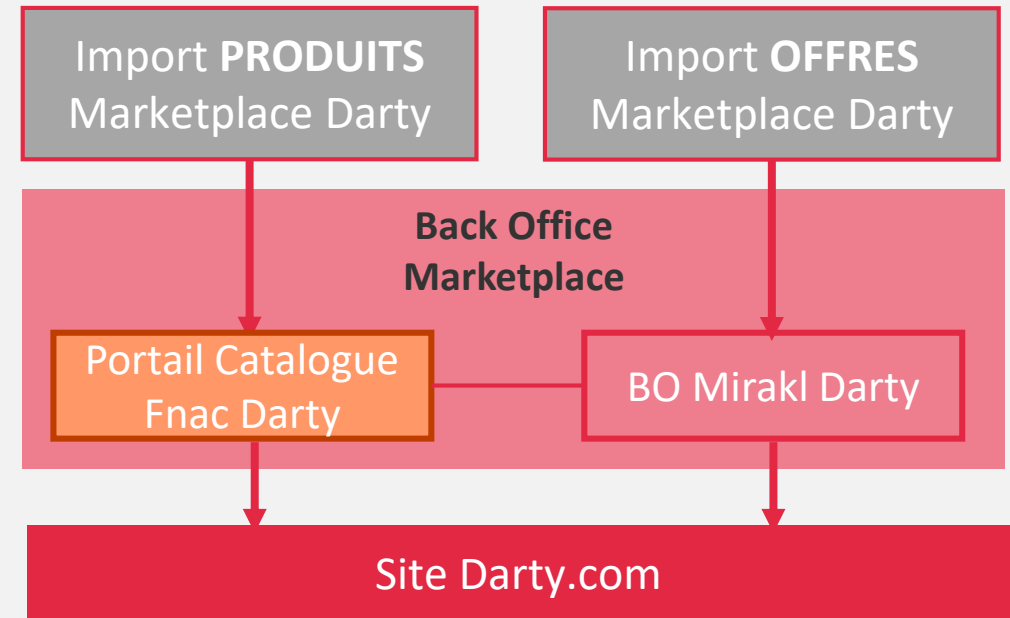 Import PRODUITS
Marketplace Darty
Import OFFRES
Marketplace Darty
Back Office
Marketplace
Portail Catalogue
Fnac Darty
BO Mirakl Darty
Site Darty.com